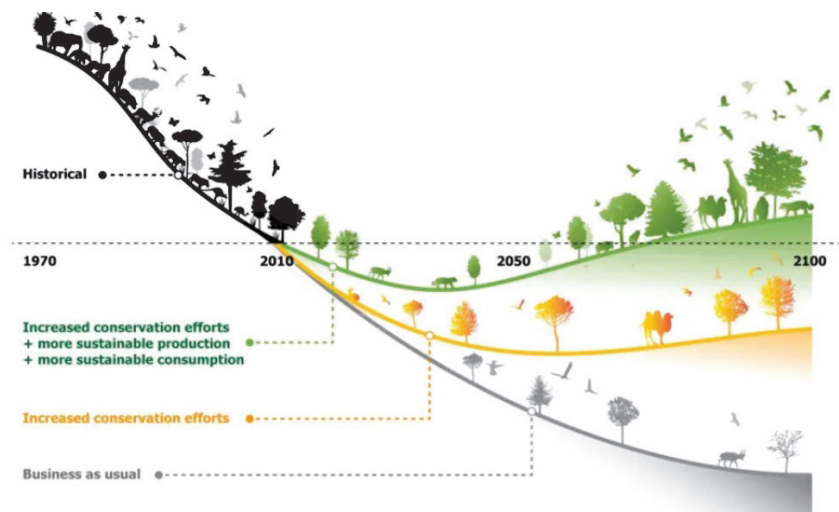 Historical
1970
2010
2050
2100
Increased conservation efforts
+ more sustainable production
+ more sustainable consumption
Increased conservation efforts
Business as usual